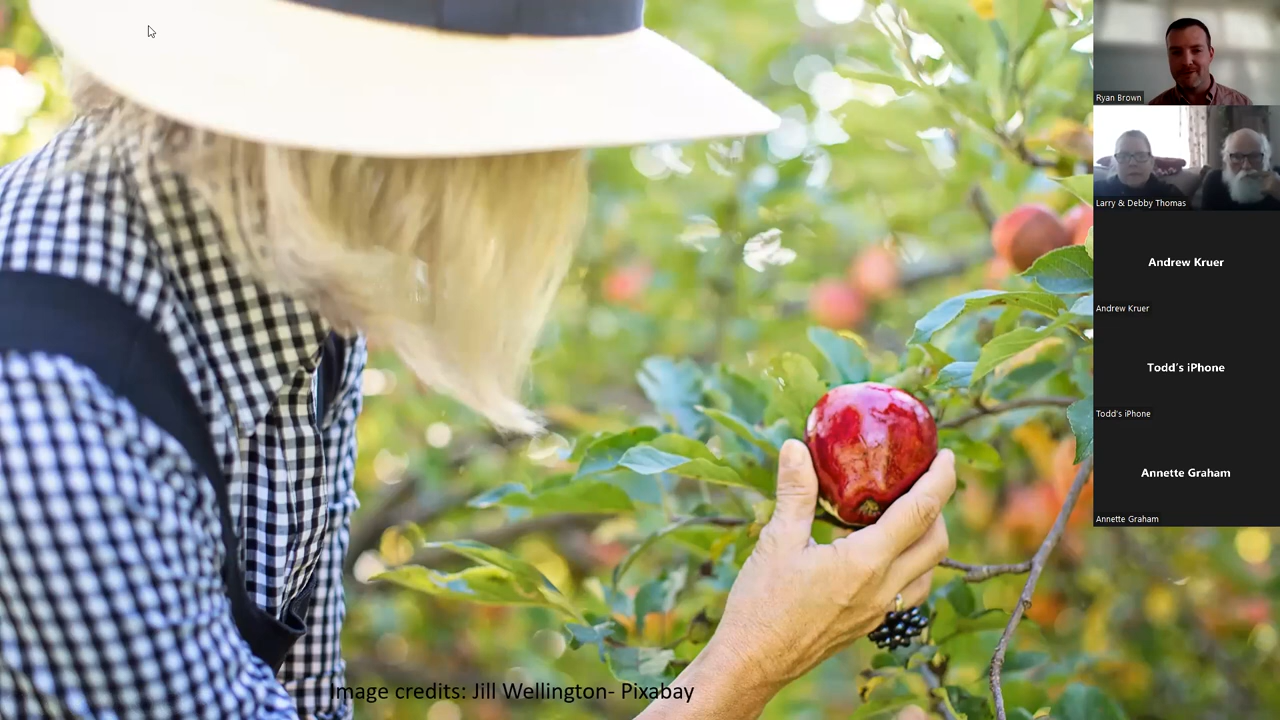 Ryan Brown
Larry & Debby Thomas
Andrew Kruer
Andrew Kruer
Todd's iPhone
Todd's iPhone
Annette Graham
Annette Graham
Image credits: Jill Wellington- Pixabay